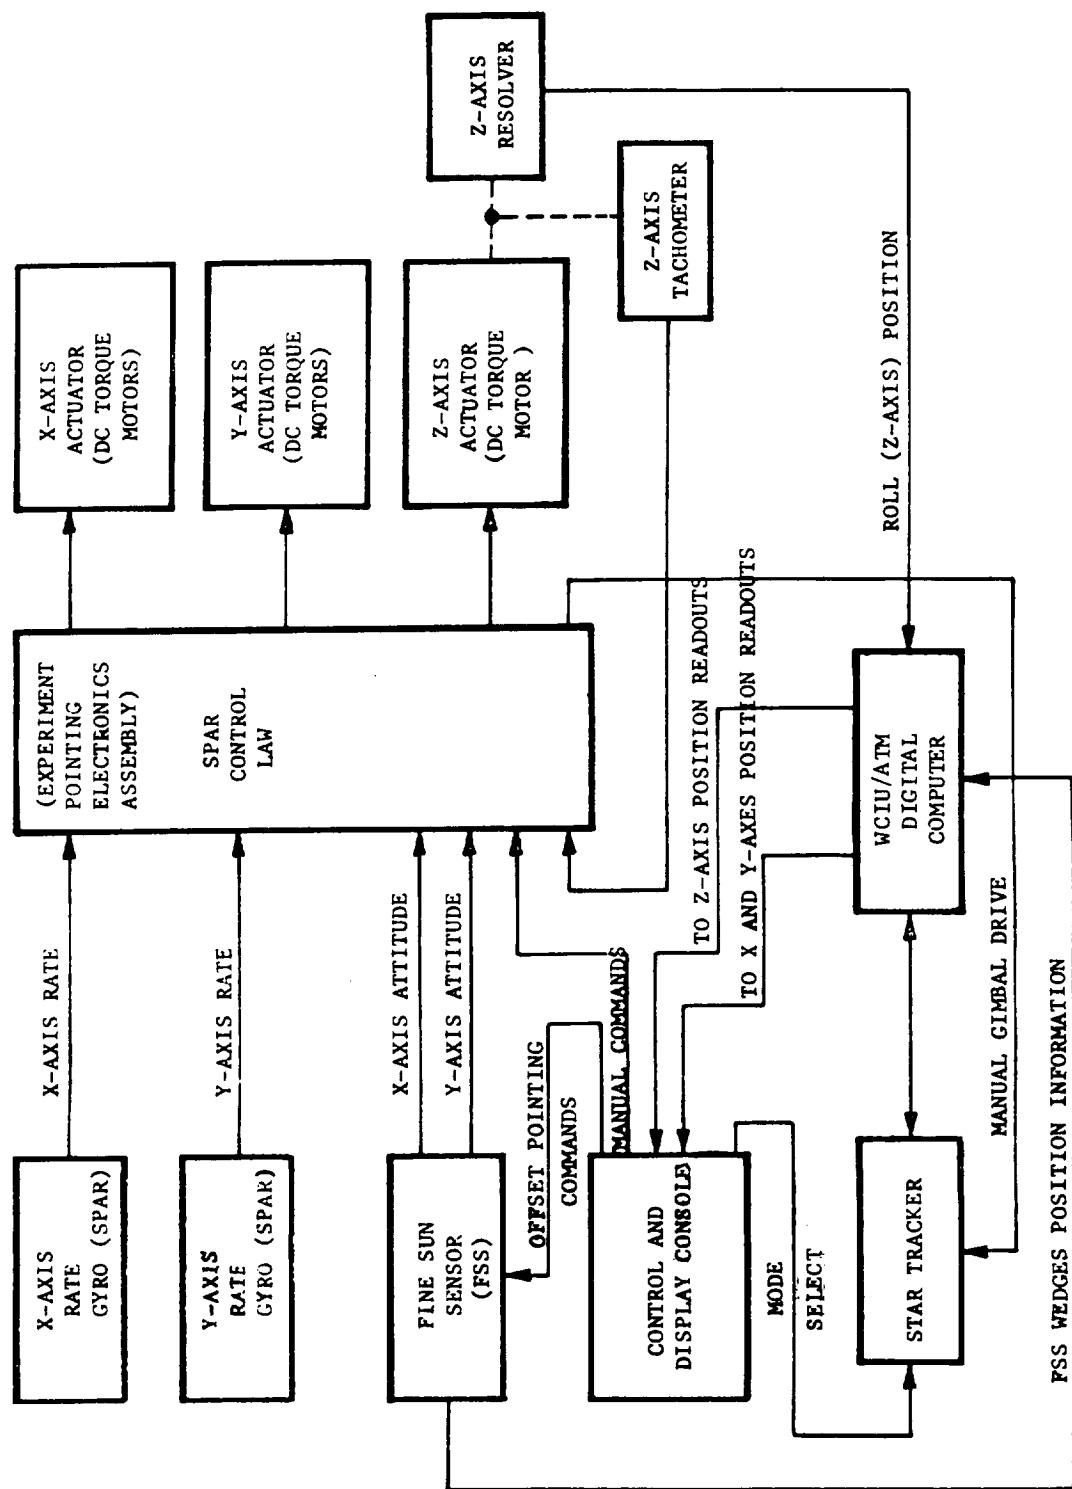 X-AXIS
RATE
GYRO (SPAR)
X-AXIS RATE
(EXPERIMENT
POINTING
ELECTRONICS
ASSEMBLY)
SPAR
CONTROL
LAW
X-AXIS
ACTUATOR
(DC TORQUE
MOTORS)
Y-AXIS
RATE
GYRO (SPAR)
Y-AXIS RATE
Y-AXIS
ACTUATOR
(DC TORQUE
MOTORS)
FINE SUN
SENSOR
(FSS)
X-AXIS ATTITUDE
Y-AXIS ATTITUDE
Z-AXIS
ACTUATOR
(DC TORQUE
MOTOR )
Z-AXIS
RESOLVER
OFFSET POINTING
COMMANDS
MANUAL COMMANDS
Z-AXIS
TACHOMETER
CONTROL AND
DISPLAY CONSOLE
TO Z-AXIS POSITION READOUTS
TO X AND Y-AXES POSITION READOUTS
MODE
SELECT
ROLL (Z-AXIS) POSITION
STAR TRACKER
WCIU/ATM
DIGITAL
COMPUTER
MANUAL GIMBAL DRIVE
FSS WEDGES POSITION INFORMATION